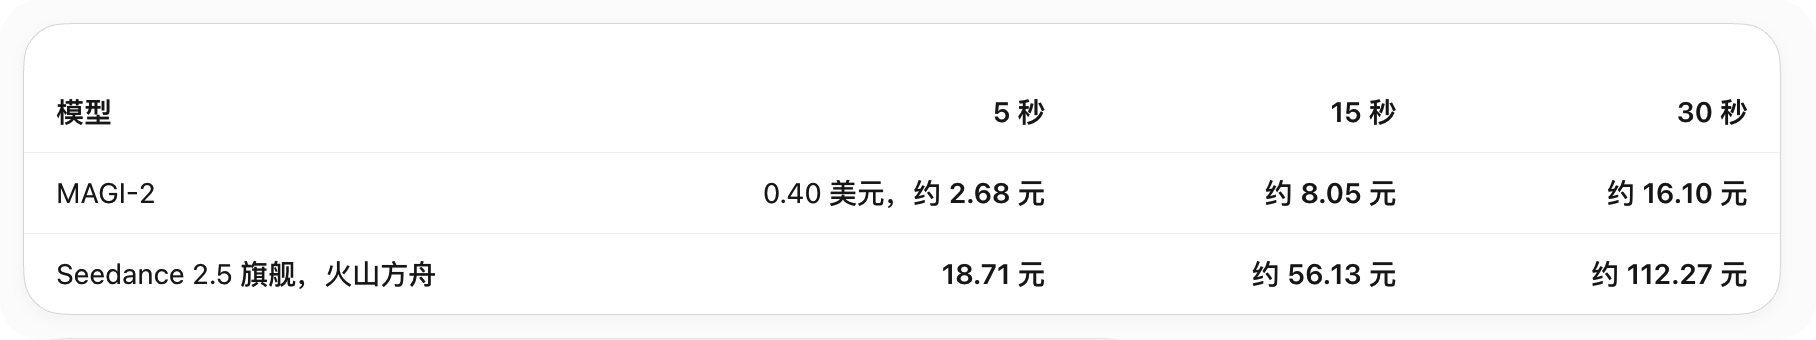 模型 5 秒 15 秒 30 秒
MAGI-2 0.40 美元，约 2.68 元 约 8.05 元 约 16.10 元
Seedance 2.5 旗舰，火山方舟 18.71 元 约 56.13 元 约 112.27 元